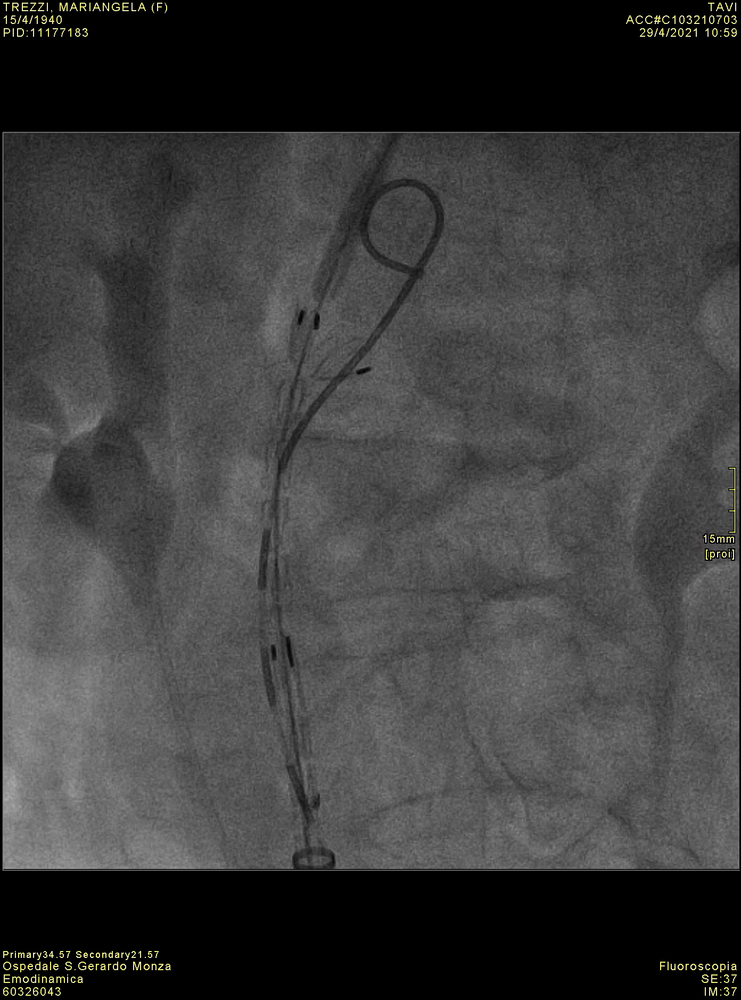 TREZZI, MARIANGELA (F)
15/4/1940
PID:11177183
TAVI
ACC#C103210703
29/4/2021 10:59
15mm
[proi]
Primary34.57 Secondary21.57
Ospedale S.Gerardo Monza
Emodinamica
60326043
Fluoroscopia
SE:37
IM:37